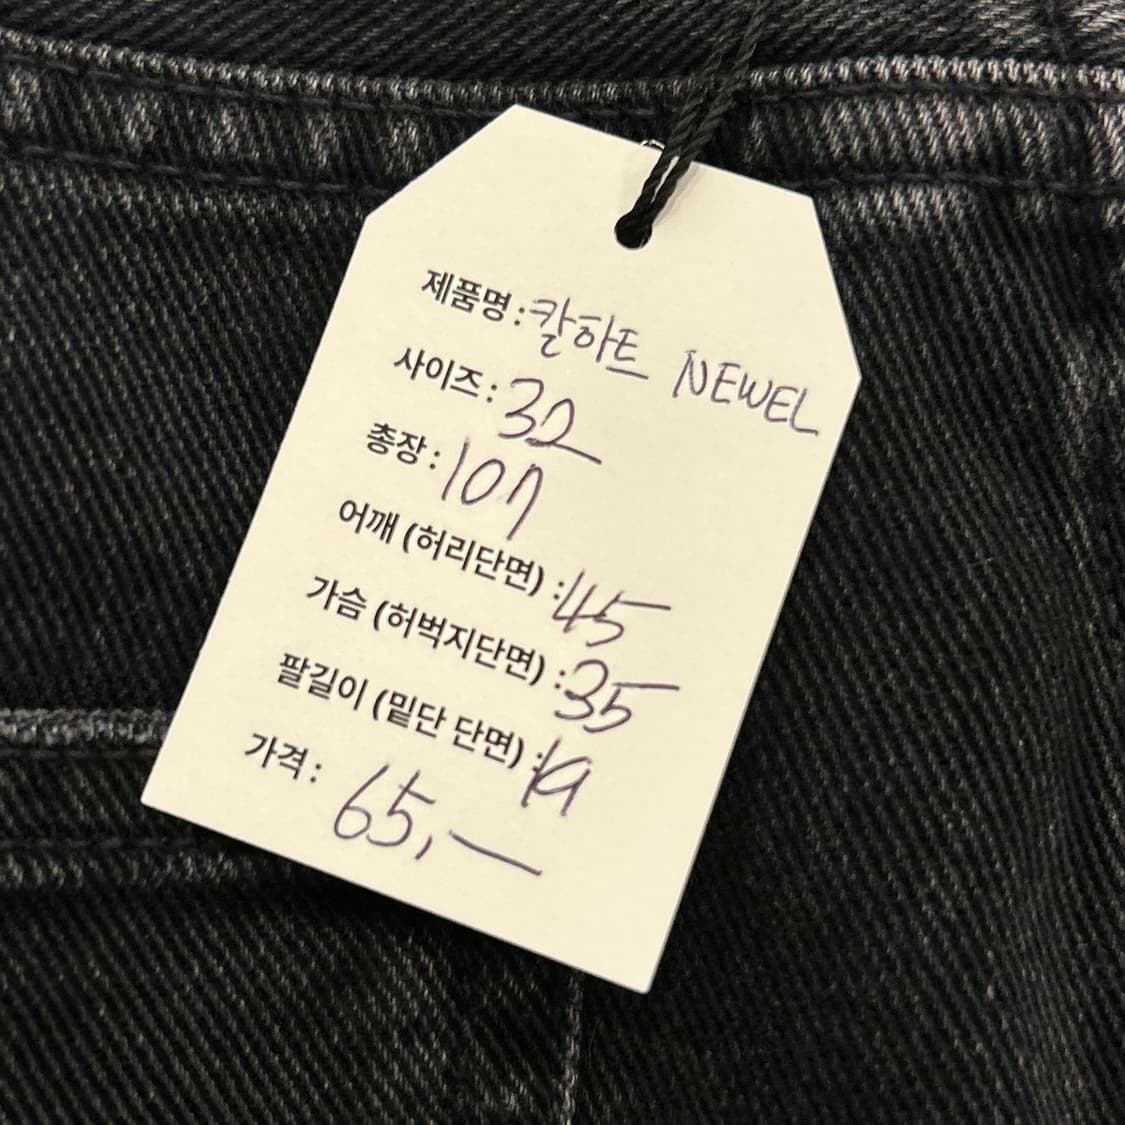 제품명 : 칼하트 NEWEL
사이즈 : 32
총장 : 107
어깨 (허리단면) : 45
가슴 (허벅지단면) : 35
팔길이 (밑단 단면) : 19
가격 : 65,—